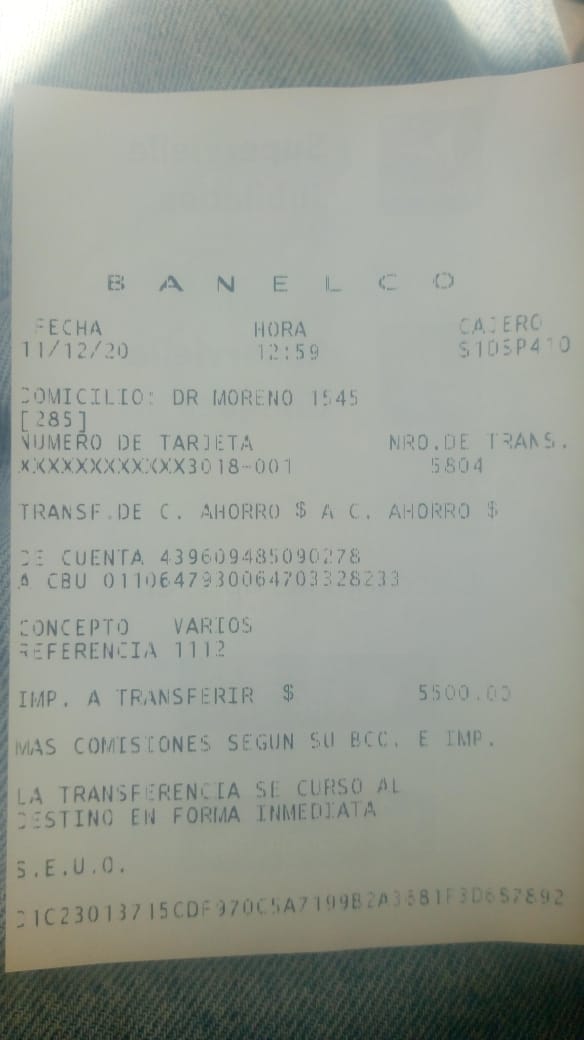 BANELCO
FECHA HORA CAJERO
11/12/20 12:59 S1DSP410
DOMICILIO: DR MORENO 1545
[285]
NUMERO DE TARJETA NRO.DE TRANS.
XXXXXXXXXXXX3018-001 5804
TRANSF.DE C. AHORRO $ A C. AHORRO $
DE CUENTA 439609485090278
A CBU 0110647930064703328233
CONCEPTO VARIOS
REFERENCIA 1112
IMP. A TRANSFERIR $ 5500.00
MAS COMISIONES SEGUN SU BCO. E IMP.
LA TRANSFERENCIA SE CURSO AL
DESTINO EN FORMA INMEDIATA
S.E.U.O.